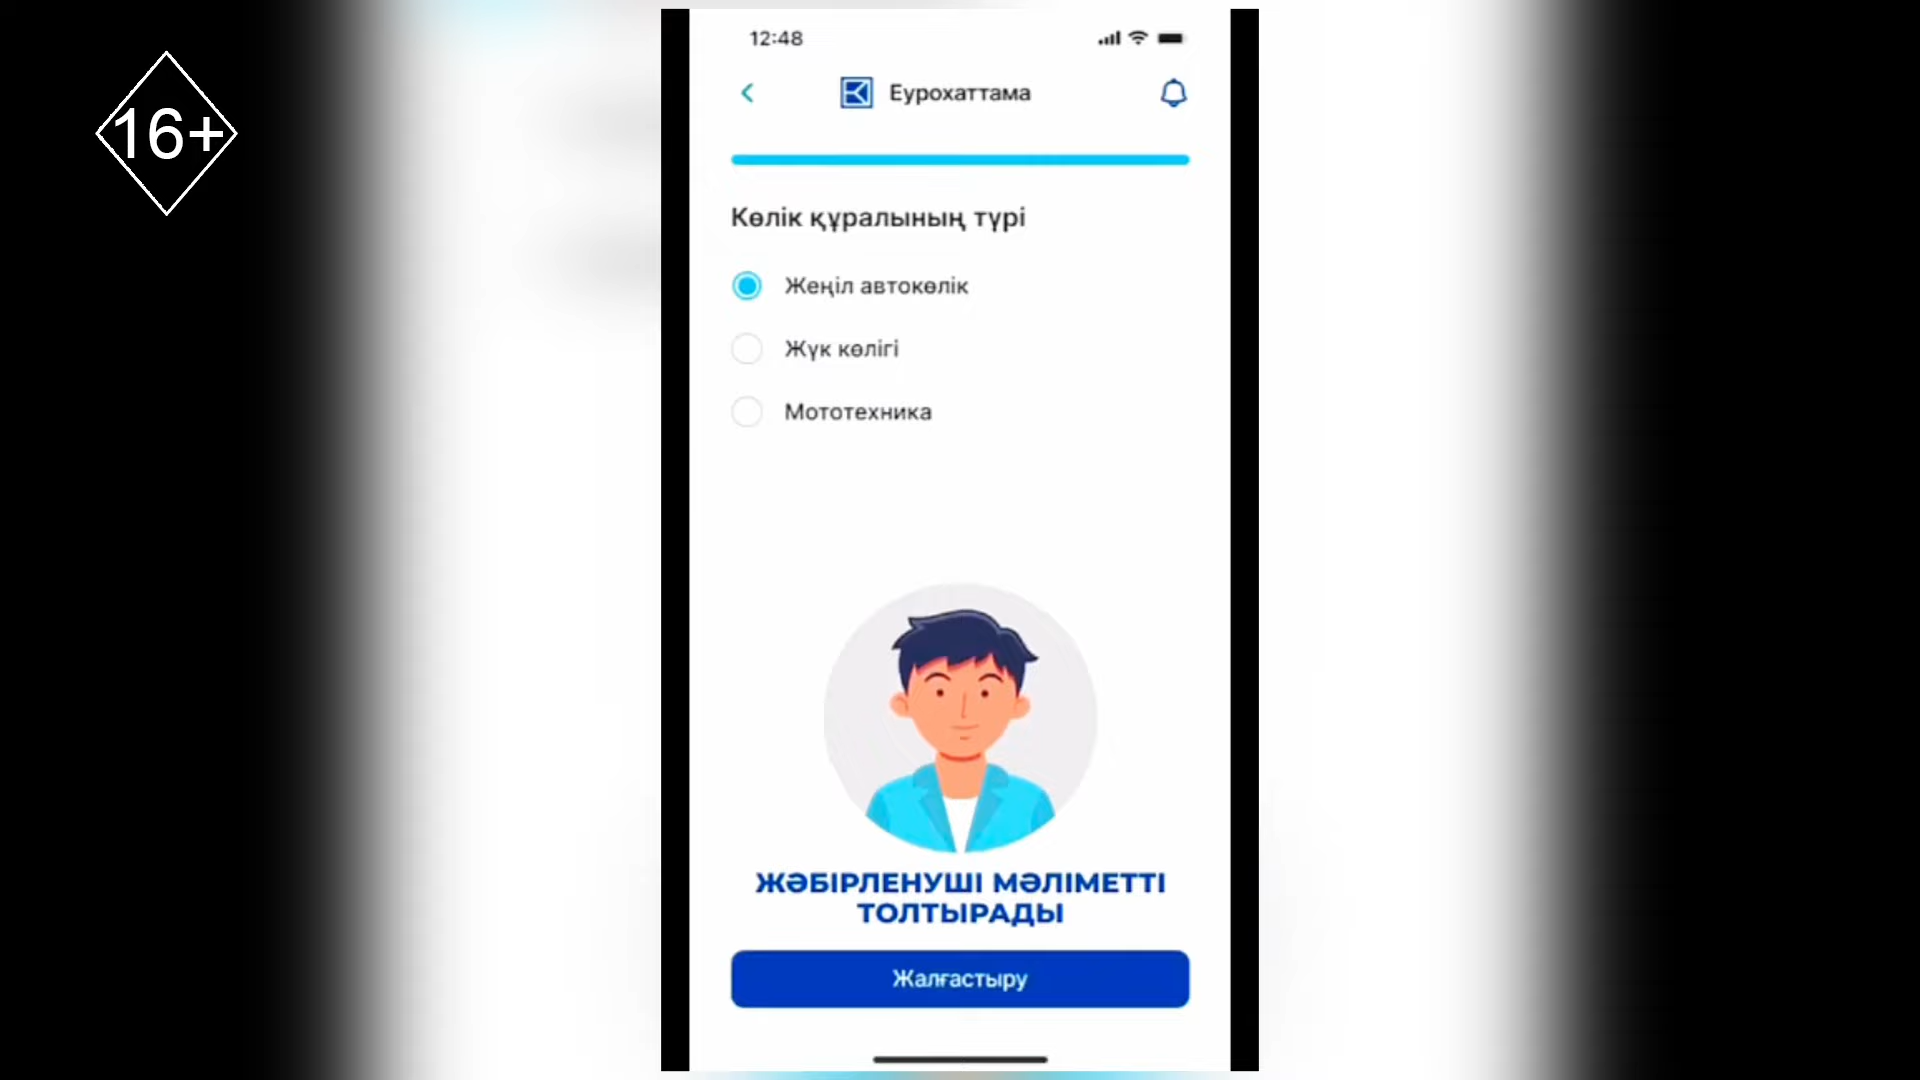 16+
12:48
Еурохаттама
Көлік құралының түрі
Жеңіл автокөлік
Жүк көлігі
Мототехника
ЖӘБІРЛЕНУШІ МӘЛІМЕТТІ
ТОЛТЫРАДЫ
Жалғастыру